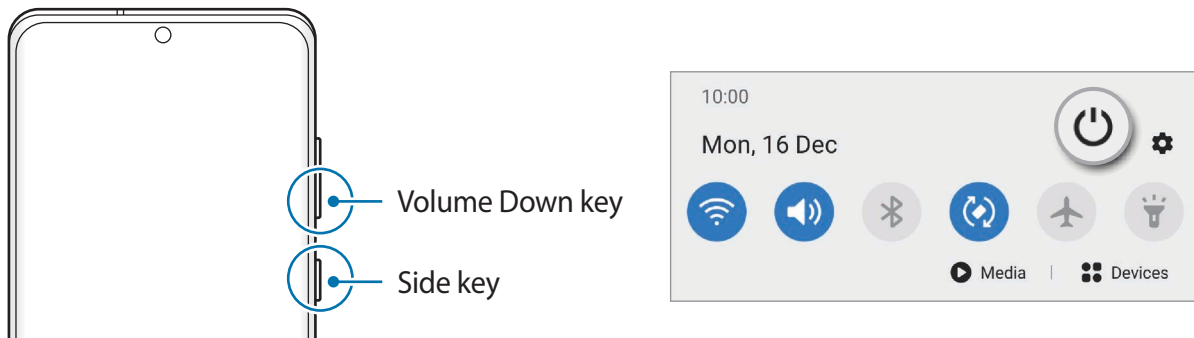 Volume Down key
Side key
10:00
Mon, 16 Dec
Media | Devices